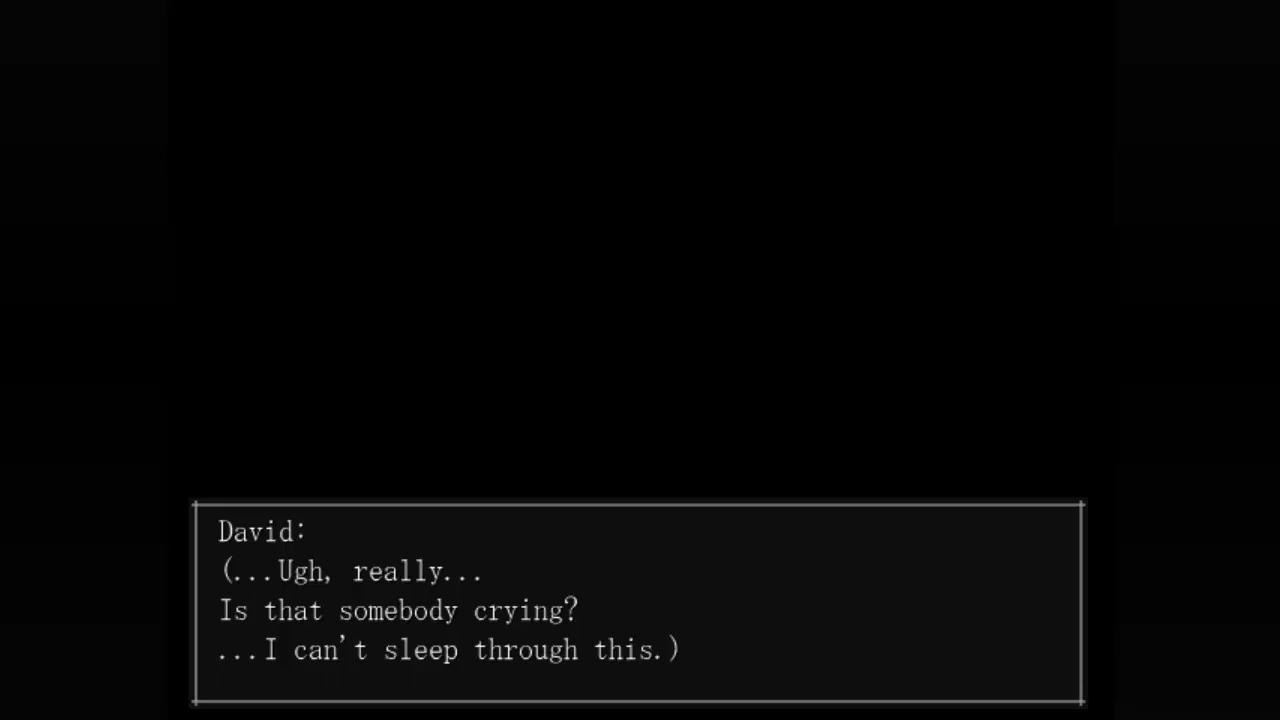 David:
(...Ugh, really...
Is that somebody crying?
...I can't sleep through this.)